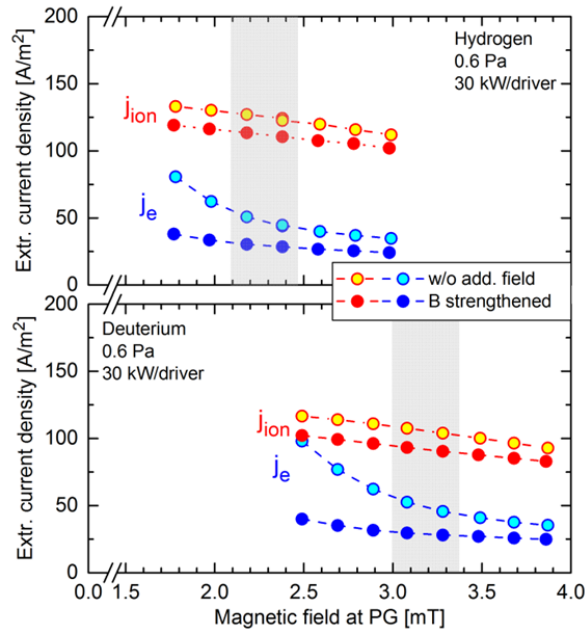 200
150
100
50
0
Extr. current density [A/m²]
Hydrogen
0.6 Pa
30 kW/driver
j_ion
j_e
w/o add. field
B strengthened
200
150
100
50
0
Extr. current density [A/m²]
Deuterium
0.6 Pa
30 kW/driver
j_ion
j_e
0.0 1.5 2.0 2.5 3.0 3.5 4.0
Magnetic field at PG [mT]